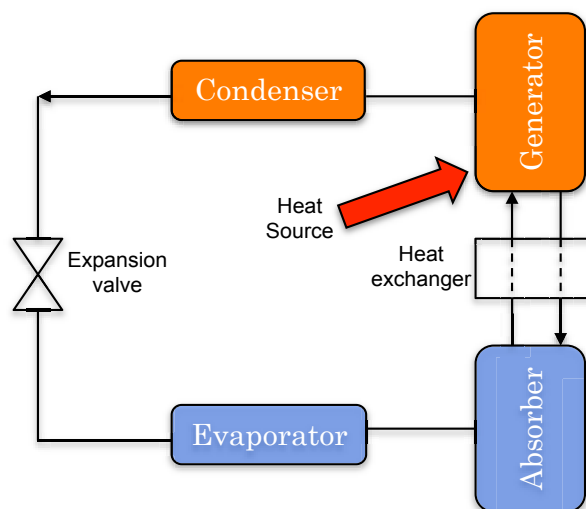 Condenser
Generator
Heat
Source
Heat
exchanger
Expansion
valve
Evaporator
Absorber